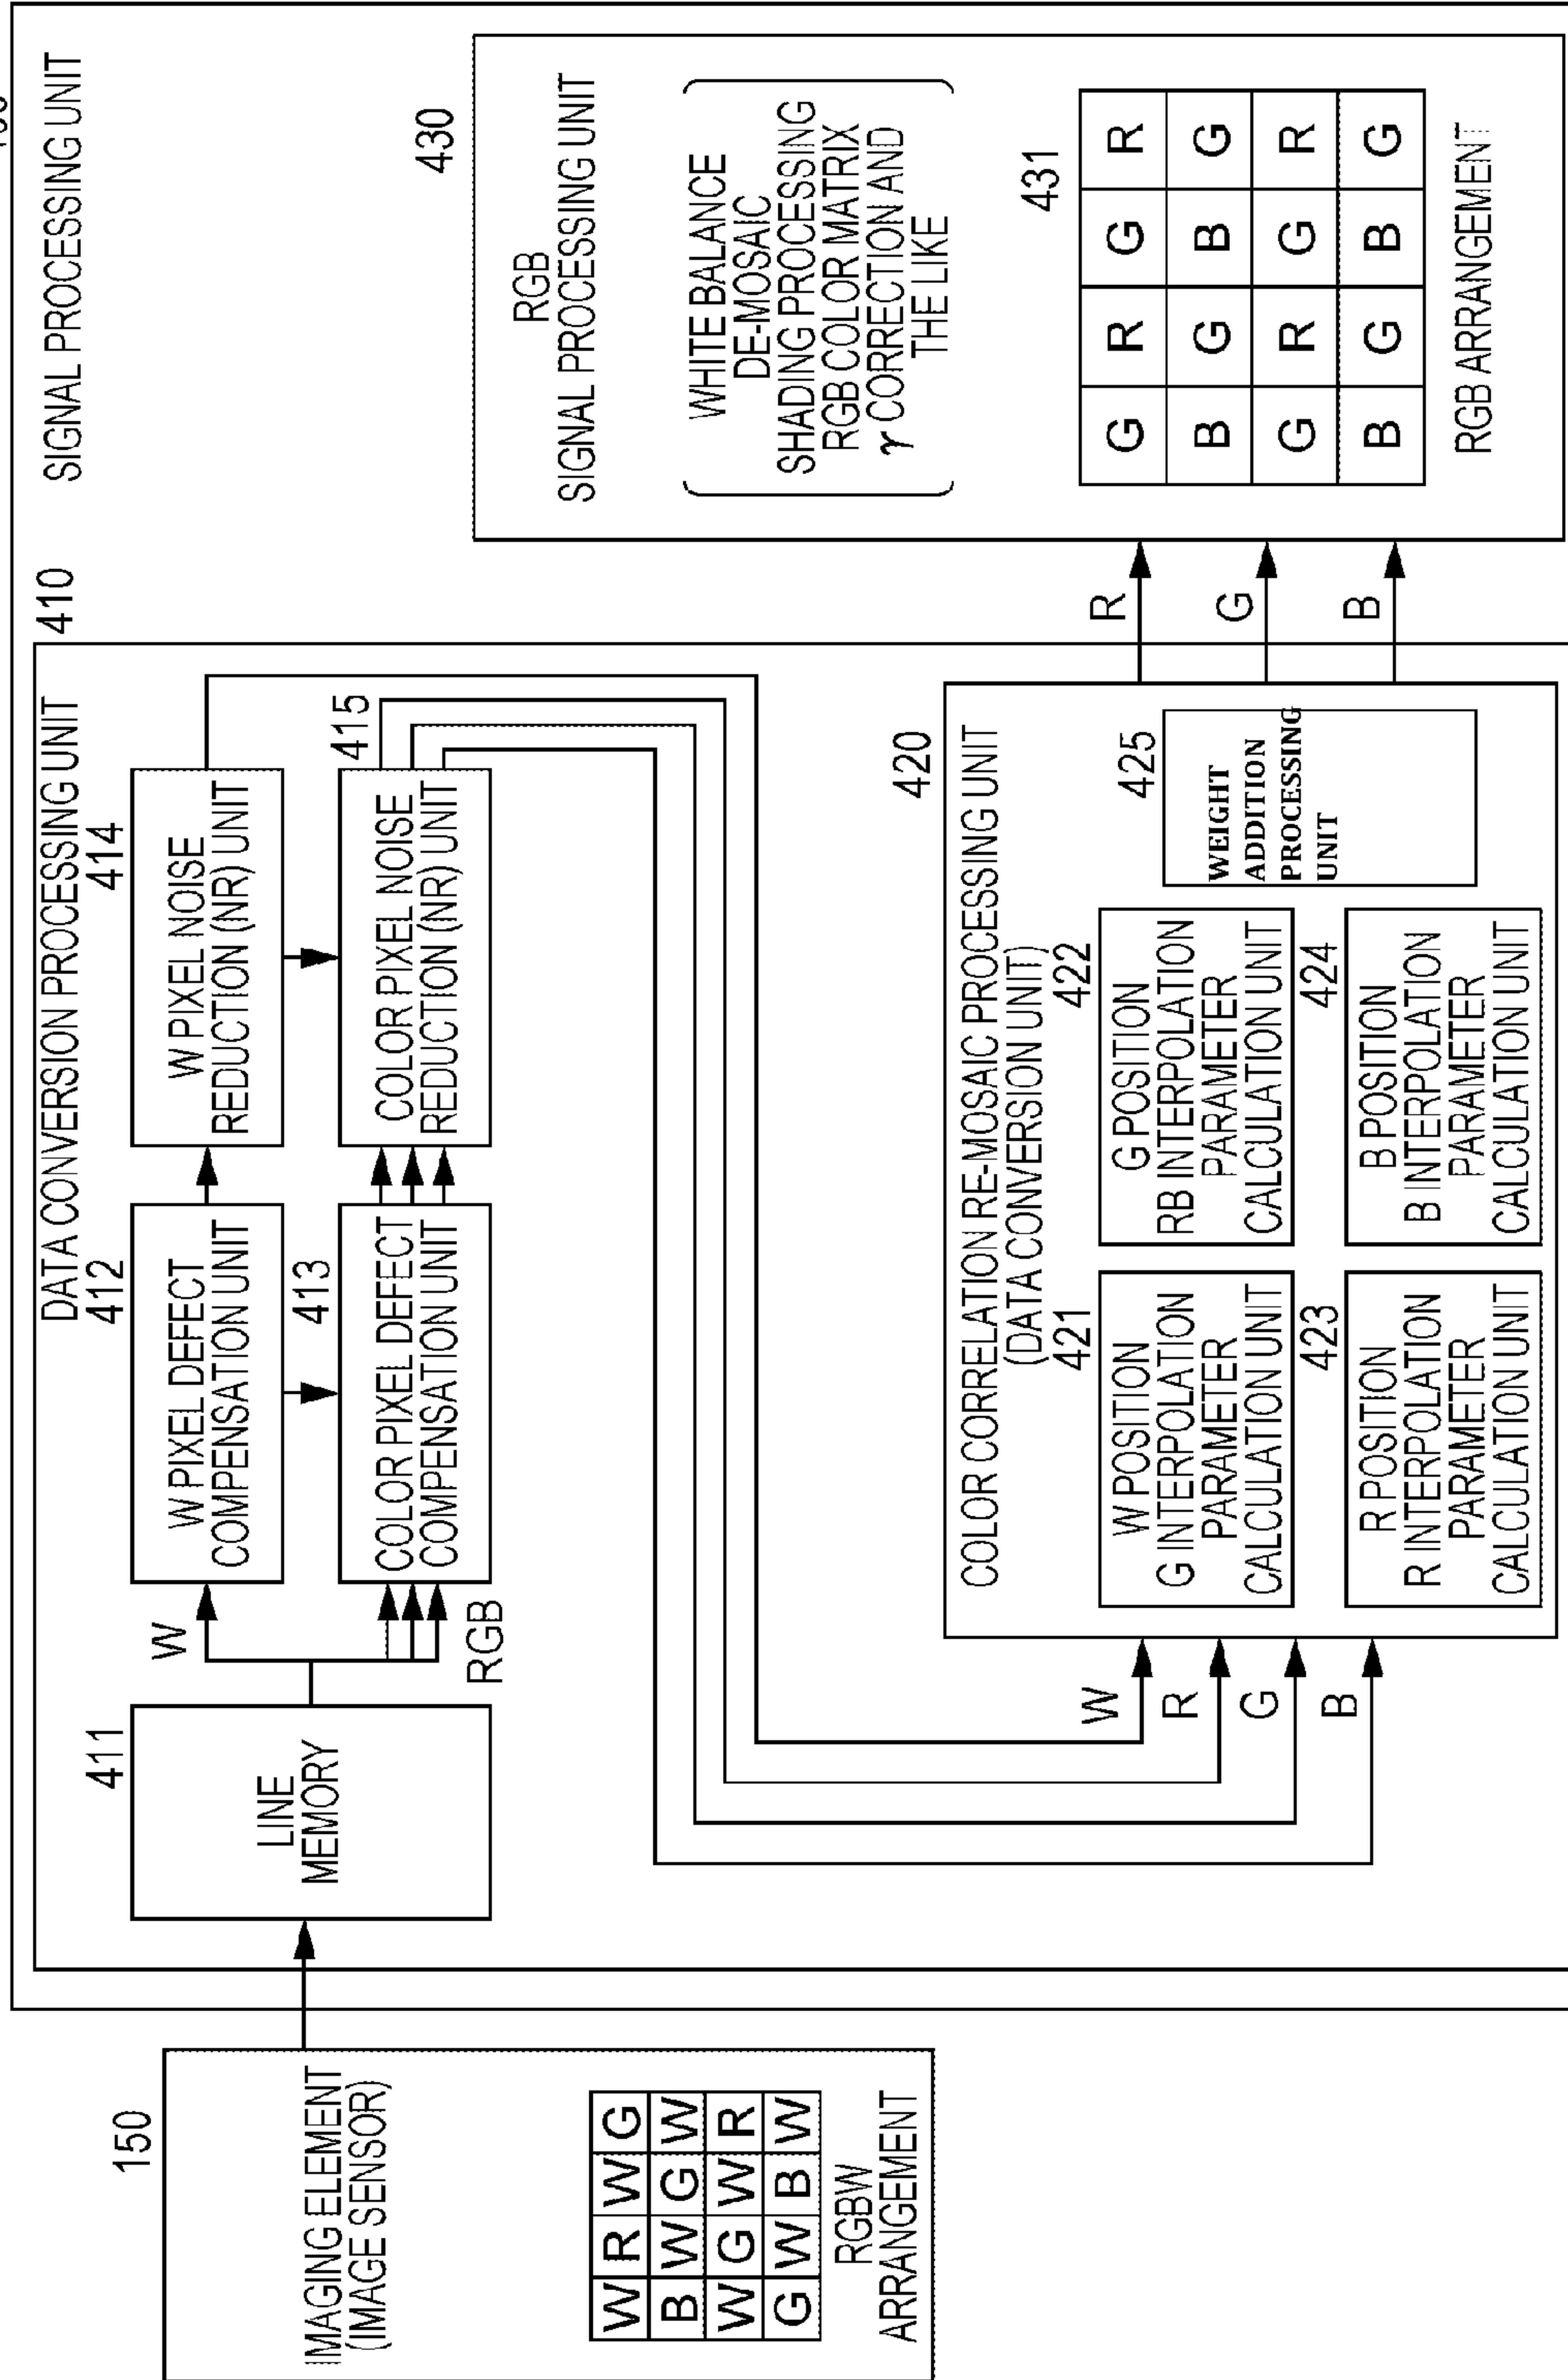 150
IMAGING ELEMENT
(IMAGE SENSOR)
W R W G
B W G W
W G W R
G W B W
RGBW
ARRANGEMENT
SIGNAL PROCESSING UNIT
DATA CONVERSION PROCESSING UNIT
410
411
LINE
MEMORY
W
RGB
412
W PIXEL DEFECT
COMPENSATION UNIT
413
COLOR PIXEL DEFECT
COMPENSATION UNIT
414
W PIXEL NOISE
REDUCTION (NR) UNIT
415
COLOR PIXEL NOISE
REDUCTION (NR) UNIT
W
R
G
B
420
COLOR CORRELATION RE-MOSAIC PROCESSING UNIT
(DATA CONVERSION UNIT)
421
W POSITION
G INTERPOLATION
PARAMETER
CALCULATION UNIT
422
G POSITION
RB INTERPOLATION
PARAMETER
CALCULATION UNIT
423
R POSITION
R INTERPOLATION
PARAMETER
CALCULATION UNIT
424
B POSITION
B INTERPOLATION
PARAMETER
CALCULATION UNIT
425
WEIGHT
ADDITION
PROCESSING
UNIT
R
G
B
430
RGB
SIGNAL PROCESSING UNIT
WHITE BALANCE
DE-MOSAIC
SHADING PROCESSING
RGB COLOR MATRIX
γ CORRECTION AND
THE LIKE
431
G R G R
B G B G
G R G R
B G B G
RGB ARRANGEMENT